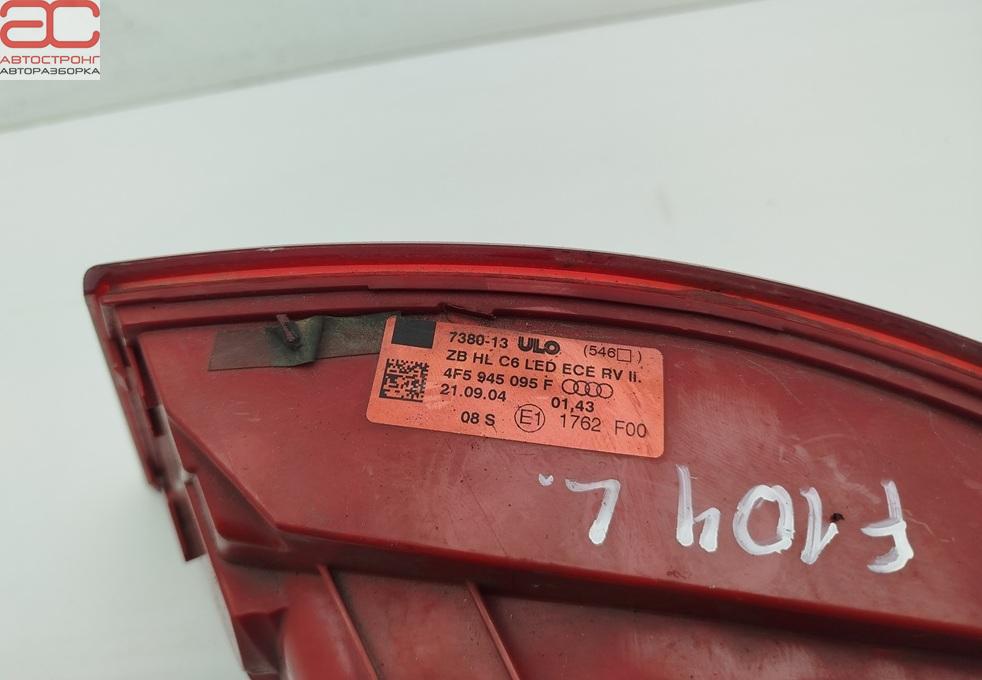 AC
АВТОСТРОНГ
АВТОРАЗБОРКА
7380-13 ULO (546□)
ZB HL C6 LED ECE RV li.
4F5 945 095 F
21.09.04 01,43
08 S E1 1762 F00
F104 L.